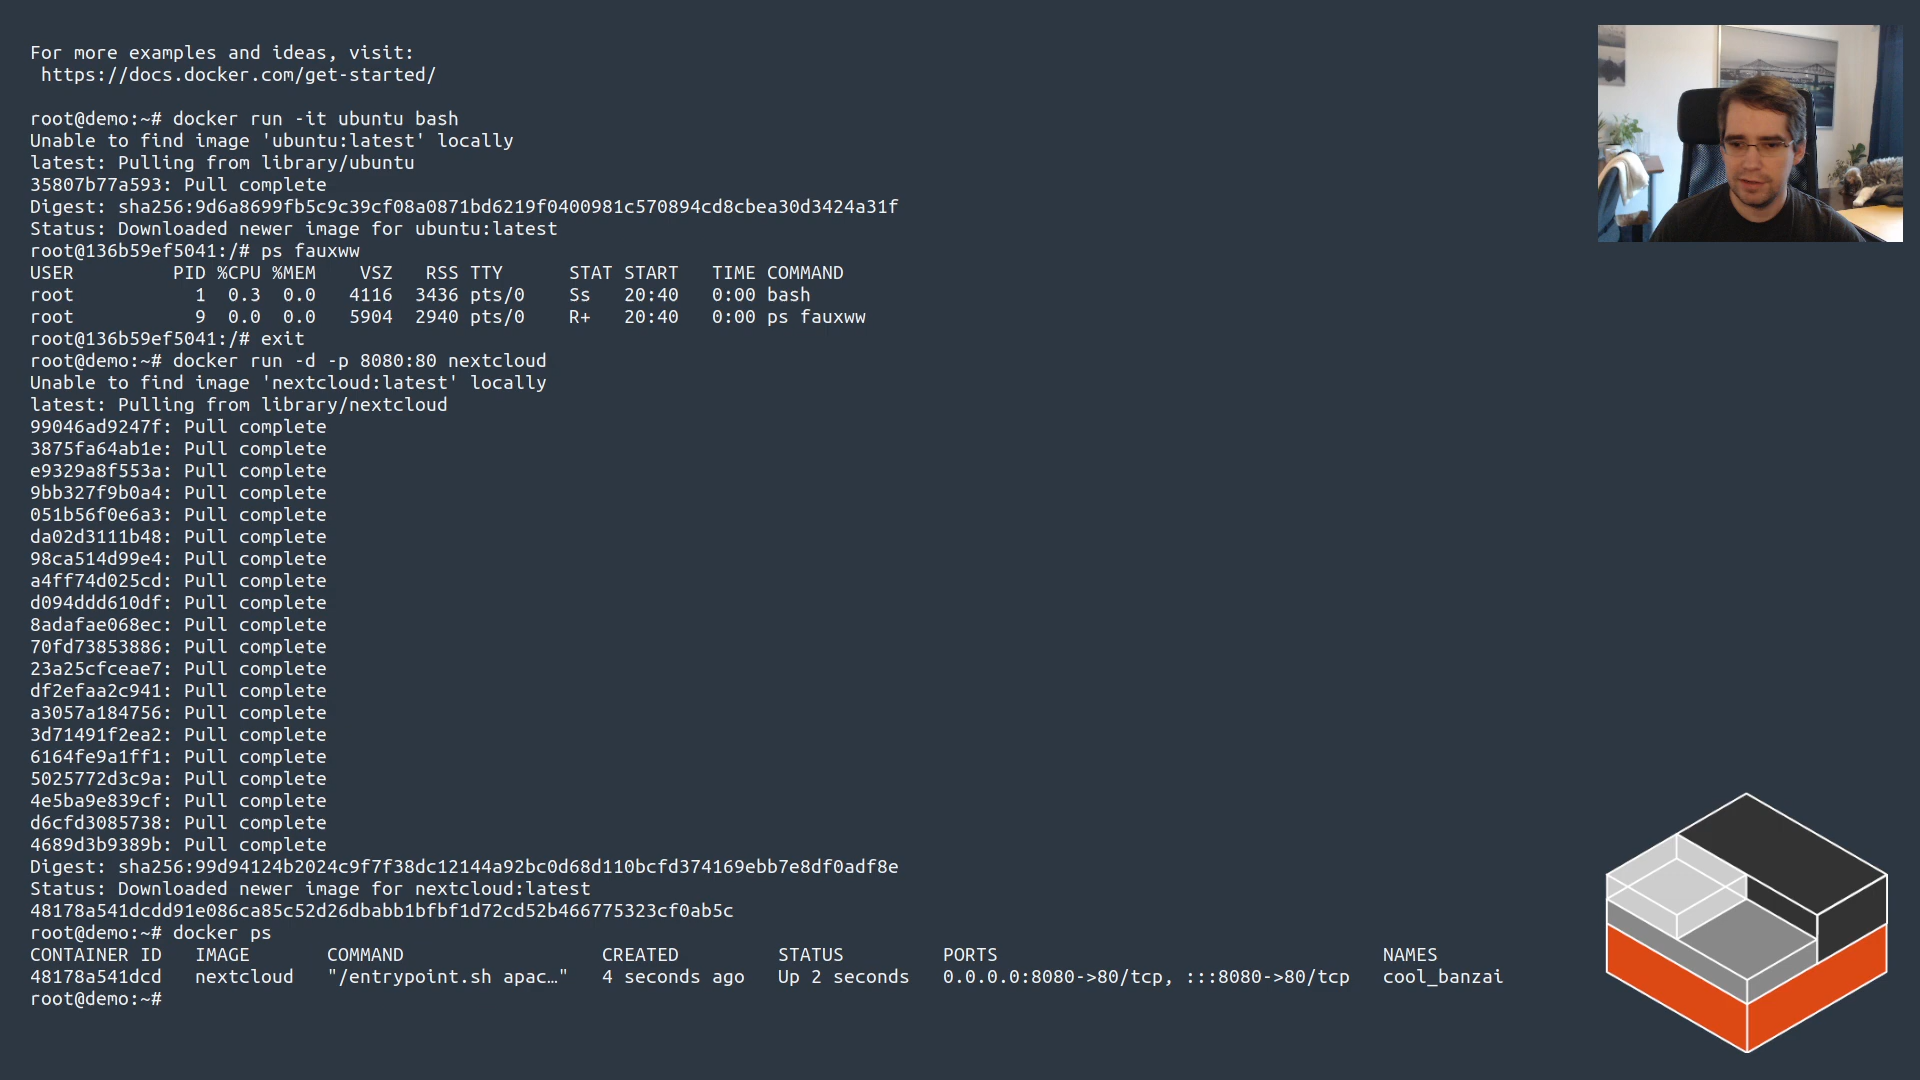 For more examples and ideas, visit:
https://docs.docker.com/get-started/
root@demo:~# docker run -it ubuntu bash
Unable to find image 'ubuntu:latest' locally
latest: Pulling from library/ubuntu
35807b77a593: Pull complete
Digest: sha256:9d6a8699fb5c9c39cf08a0871bd6219f0400981c570894cd8cbea30d3424a31f
Status: Downloaded newer image for ubuntu:latest
root@136b59ef5041:/# ps fauxww
USER         PID %CPU %MEM    VSZ   RSS TTY      STAT START   TIME COMMAND
root           1  0.3  0.0   4116  3436 pts/0    Ss   20:40   0:00 bash
root           9  0.0  0.0   5904  2940 pts/0    R+   20:40   0:00 ps fauxww
root@136b59ef5041:/# exit
root@demo:~# docker run -d -p 8080:80 nextcloud
Unable to find image 'nextcloud:latest' locally
latest: Pulling from library/nextcloud
99046ad9247f: Pull complete
3875fa64ab1e: Pull complete
e9329a8f553a: Pull complete
9bb327f9b0a4: Pull complete
051b56f0e6a3: Pull complete
da02d3111b48: Pull complete
98ca514d99e4: Pull complete
a4ff74d025cd: Pull complete
d094ddd610df: Pull complete
8adafae068ec: Pull complete
70fd73853886: Pull complete
23a25cfceae7: Pull complete
df2efaa2c941: Pull complete
a3057a184756: Pull complete
3d71491f2ea2: Pull complete
6164fe9a1ff1: Pull complete
5025772d3c9a: Pull complete
4e5ba9e839cf: Pull complete
d6cfd3085738: Pull complete
4689d3b9389b: Pull complete
Digest: sha256:99d94124b2024c9f7f38dc12144a92bc0d68d110bcfd374169ebb7e8df0adf8e
Status: Downloaded newer image for nextcloud:latest
48178a541dcdd91e086ca85c52d26dbabb1bfbf1d72cd52b466775323cf0ab5c
root@demo:~# docker ps
CONTAINER ID   IMAGE       COMMAND                  CREATED         STATUS         PORTS                                   NAMES
48178a541dcd   nextcloud   "/entrypoint.sh apac…"   4 seconds ago   Up 2 seconds   0.0.0.0:8080->80/tcp, :::8080->80/tcp   cool_banzai
root@demo:~#